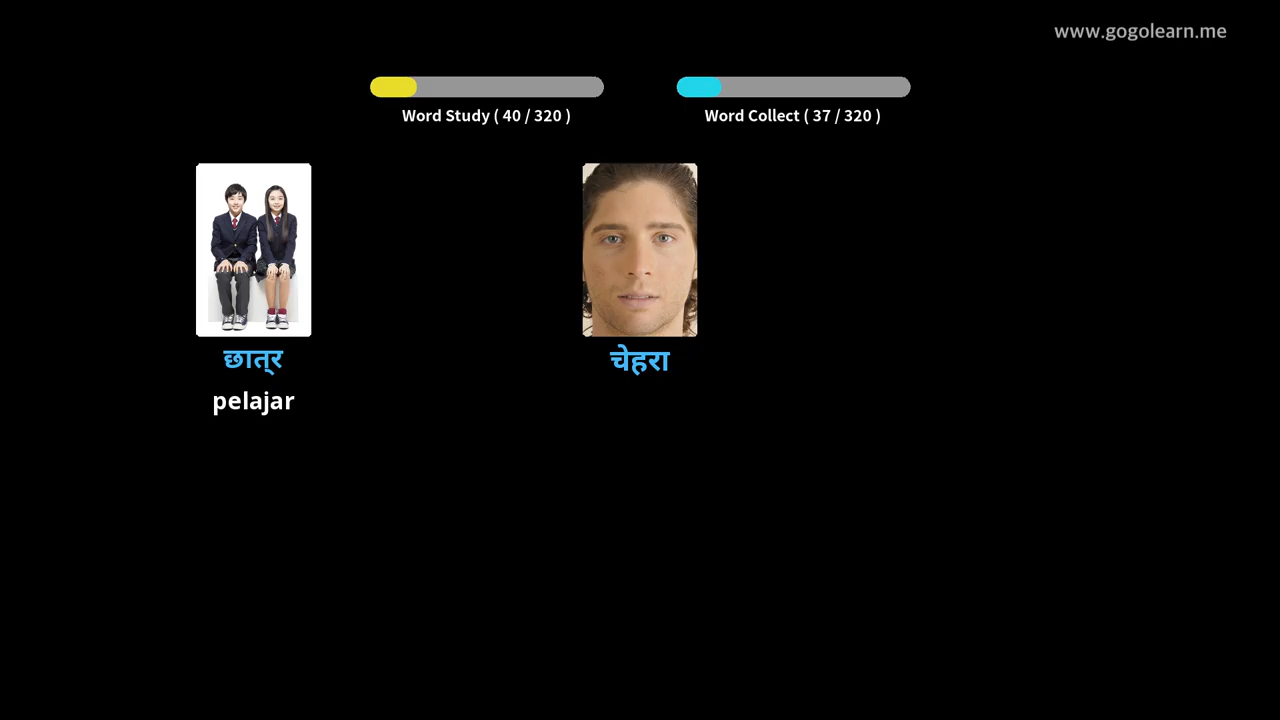 www.gogolearn.me
Word Study ( 40 / 320 )
Word Collect ( 37 / 320 )
छात्र
चेहरा
pelajar